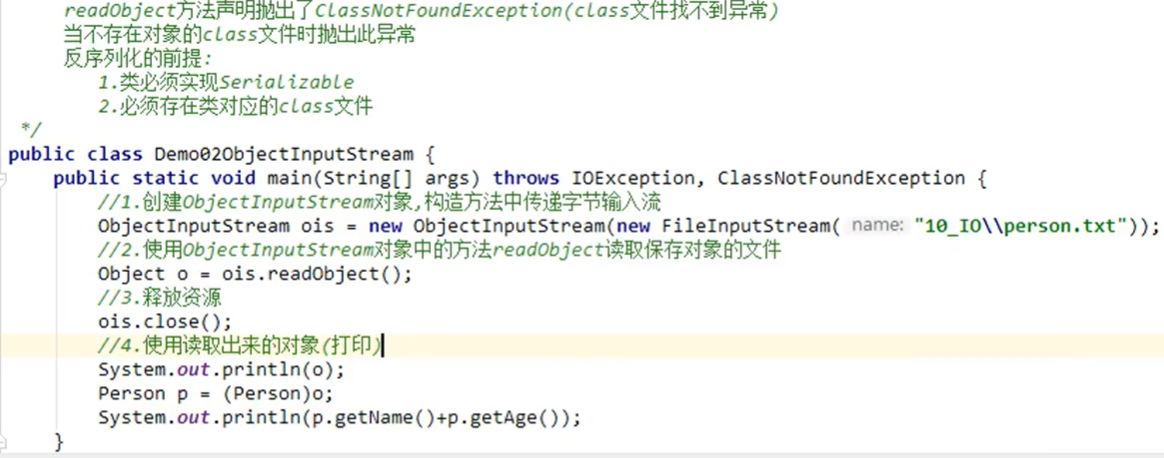 readObject方法声明抛出了ClassNotFoundException(class文件找不到异常)
当不存在对象的class文件时抛出此异常
反序列化的前提:
1.类必须实现Serializable
2.必须存在类对应的class文件
*/
public class Demo02ObjectInputStream {
public static void main(String[] args) throws IOException, ClassNotFoundException {
//1.创建ObjectInputStream对象,构造方法中传递字节输入流
ObjectInputStream ois = new ObjectInputStream(new FileInputStream( name: "10_IO\\person.txt"));
//2.使用ObjectInputStream对象中的方法readObject读取保存对象的文件
Object o = ois.readObject();
//3.释放资源
ois.close();
//4.使用读取出来的对象(打印)
System.out.println(o);
Person p = (Person)o;
System.out.println(p.getName()+p.getAge());
}